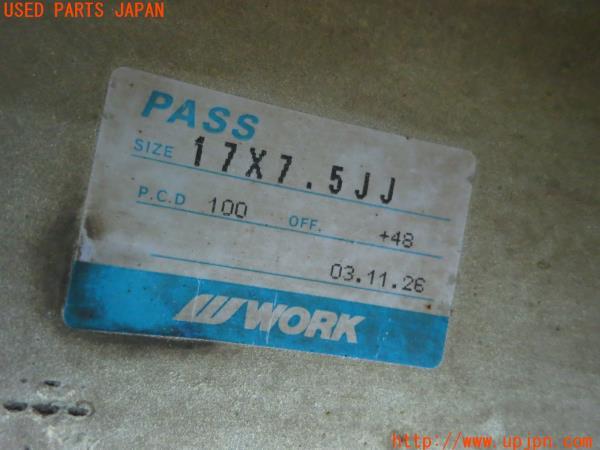 USED PARTS JAPAN
PASS
SIZE 17X7.5JJ
P.C.D 100 OFF. +48
03.11.26
WORK
http://www.upjpn.com